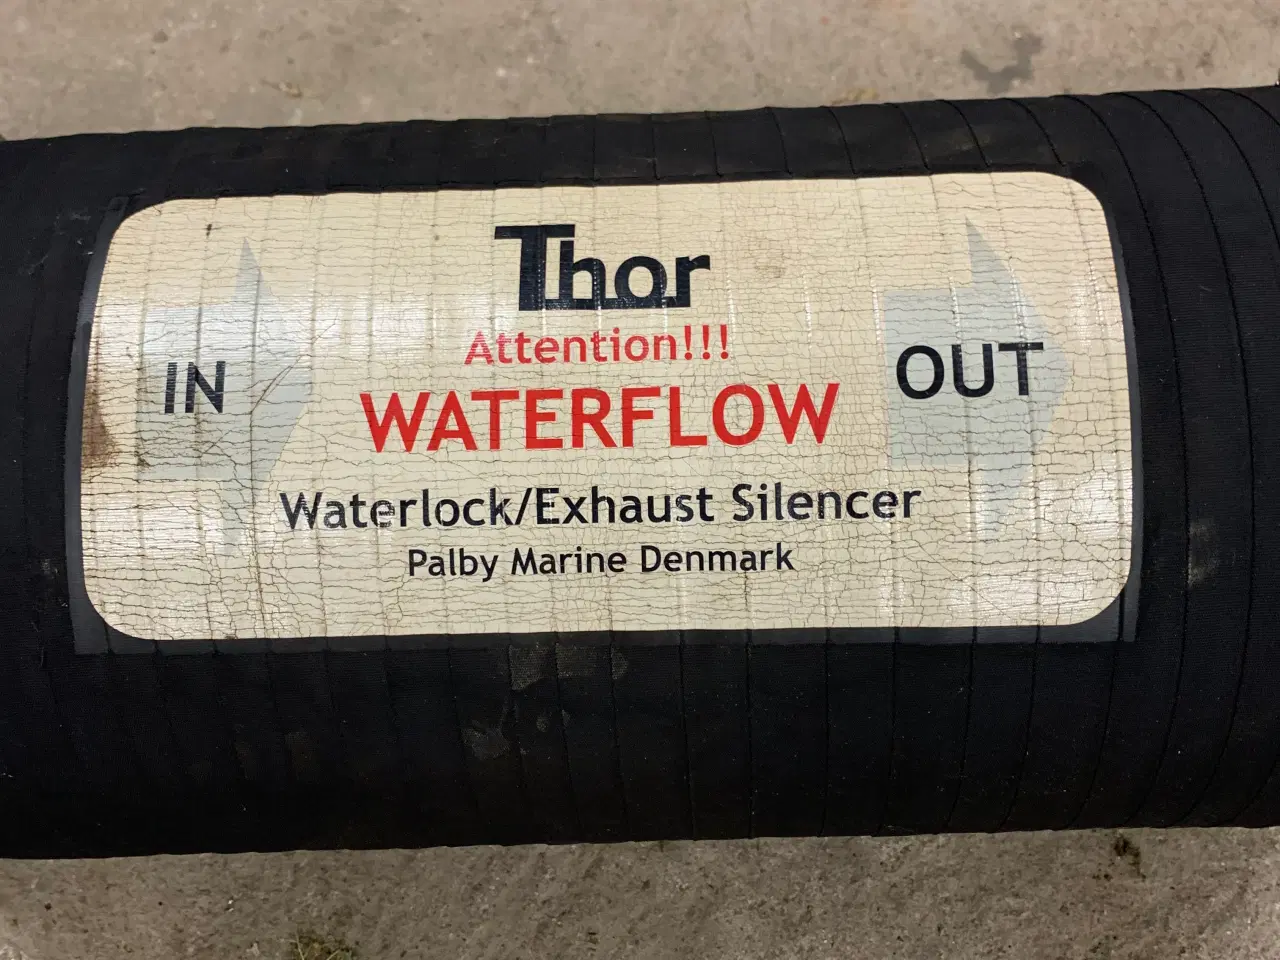 Thor
Attention!!!
WATERFLOW
IN
OUT
Waterlock/Exhaust Silencer
Palby Marine Denmark